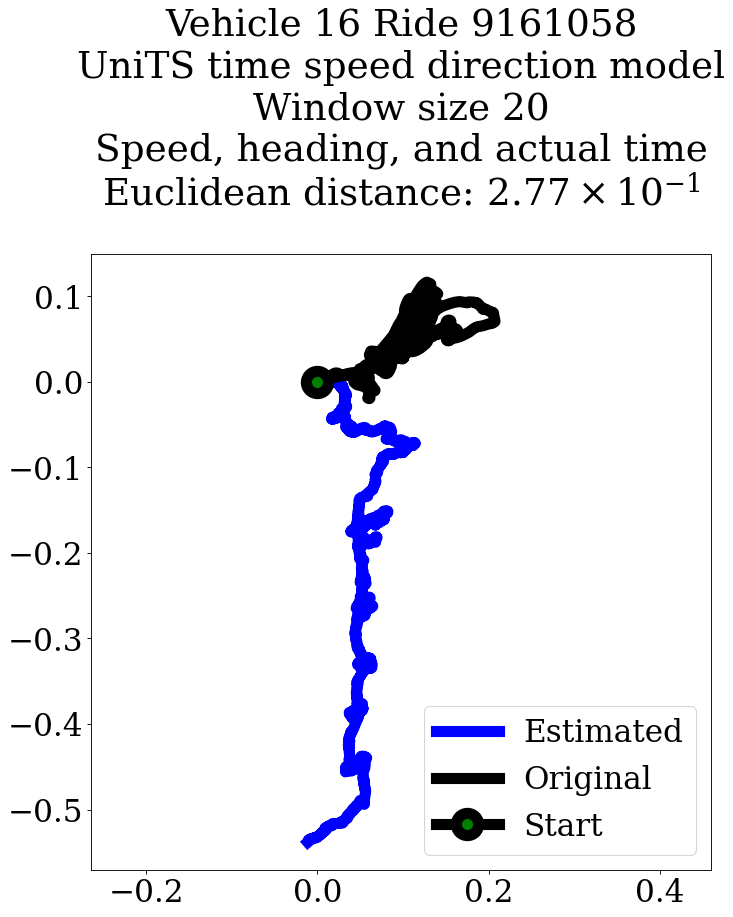 Vehicle 16 Ride 9161058
UniTS time speed direction model
Window size 20
Speed, heading, and actual time
Euclidean distance: 2.77 × 10⁻¹
0.1
0.0
−0.1
−0.2
−0.3
−0.4
−0.5
Estimated
Original
Start
−0.2 0.0 0.2 0.4